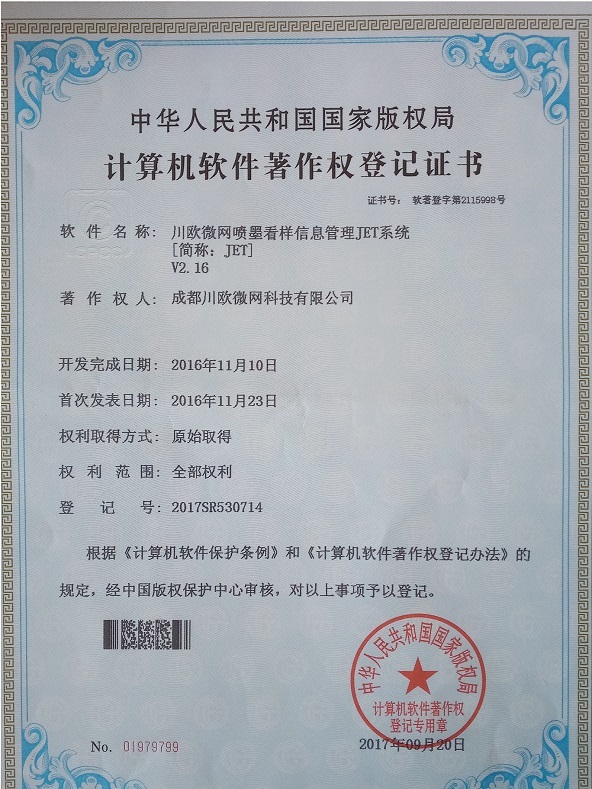 中华人民共和国国家版权局
计算机软件著作权登记证书
证书号： 软著登字第2115998号
软件名称： 川欧微网喷墨看样信息管理JET系统
[简称：JET]
V2.16
著作权人： 成都川欧微网科技有限公司
开发完成日期： 2016年11月10日
首次发表日期： 2016年11月23日
权利取得方式： 原始取得
权利范围： 全部权利
登记号： 2017SR530714
根据《计算机软件保护条例》和《计算机软件著作权登记办法》的
规定，经中国版权保护中心审核，对以上事项予以登记。
中华人民共和国国家版权局
计算机软件著作权
登记专用章
No. 01979799
2017年09月20日